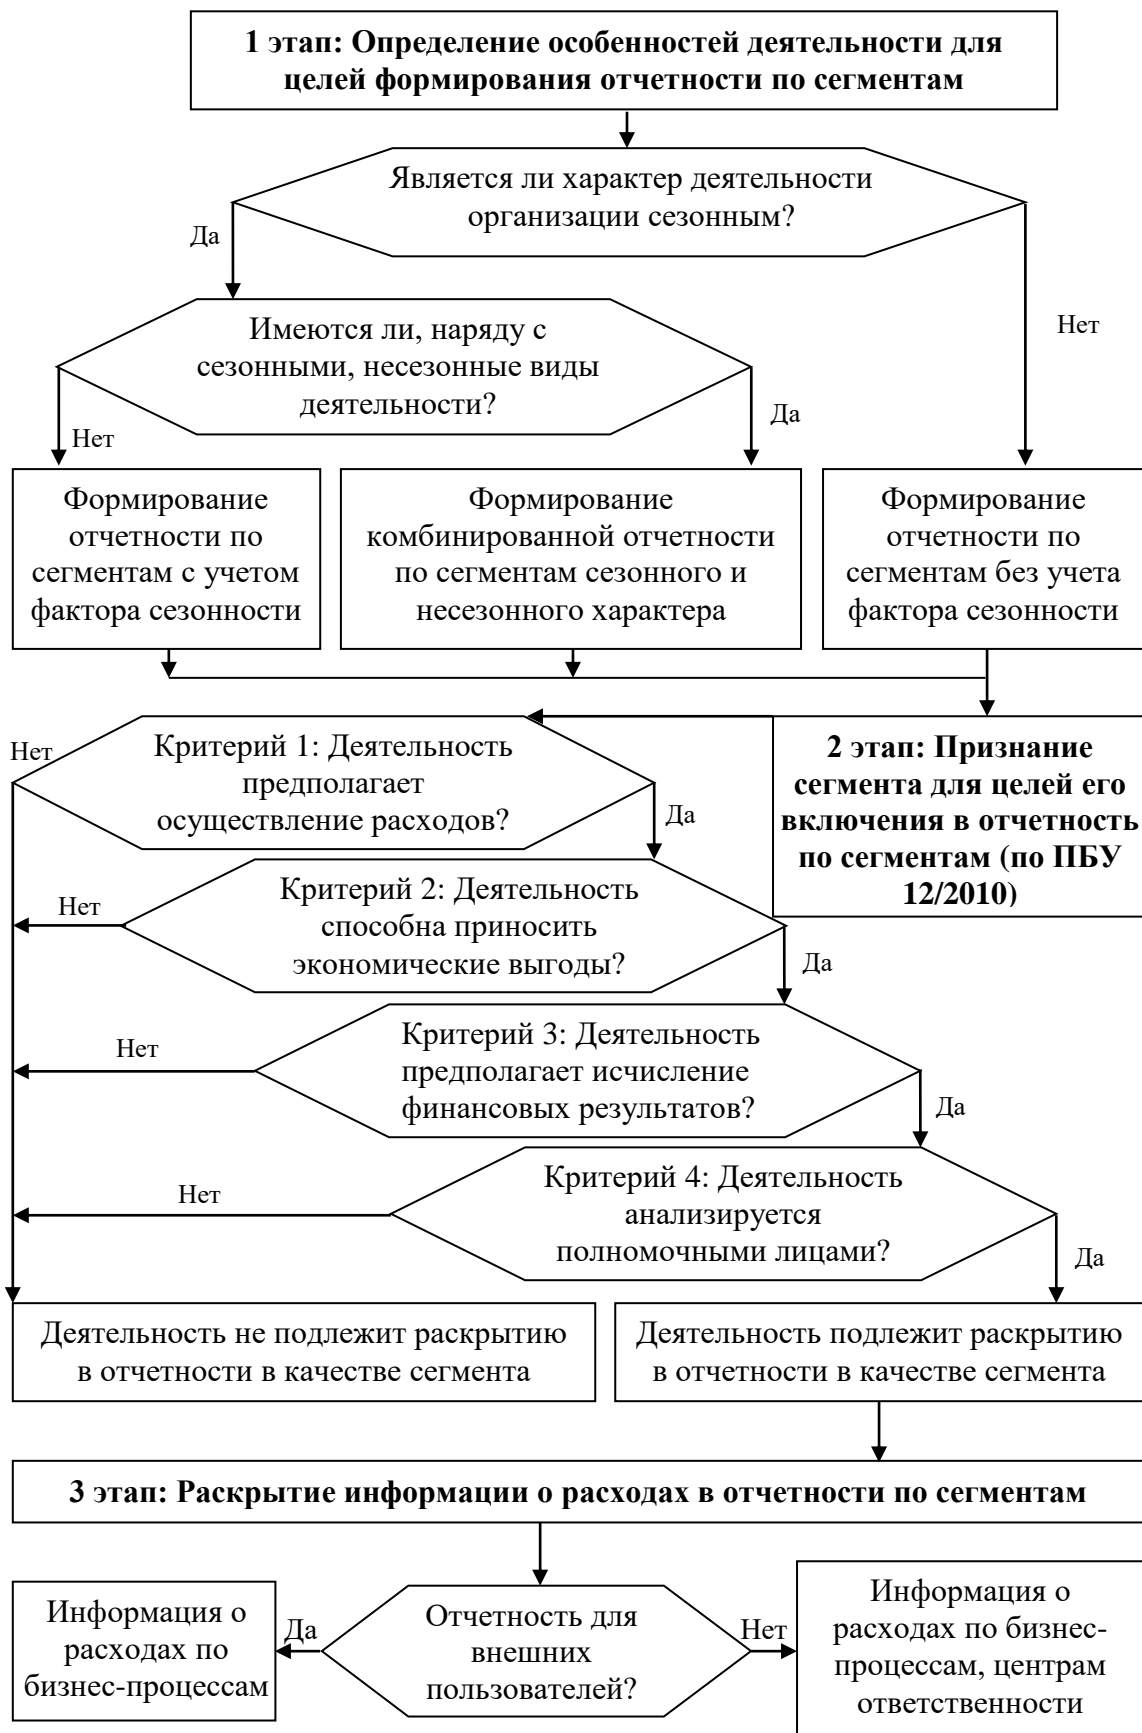 1 этап: Определение особенностей деятельности для
целей формирования отчетности по сегментам
Является ли характер деятельности
организации сезонным?
Да
Нет
Имеются ли, наряду с
сезонными, несезонные виды
деятельности?
Нет
Да
Формирование
отчетности по
сегментам с учетом
фактора сезонности
Формирование
комбинированной отчетности
по сегментам сезонного и
несезонного характера
Формирование
отчетности по
сегментам без учета
фактора сезонности
2 этап: Признание
сегмента для целей его
включения в отчетность
по сегментам (по ПБУ
12/2010)
Критерий 1: Деятельность
предполагает
осуществление расходов?
Нет
Да
Критерий 2: Деятельность
способна приносить
экономические выгоды?
Нет
Да
Критерий 3: Деятельность
предполагает исчисление
финансовых результатов?
Нет
Да
Критерий 4: Деятельность
анализируется
полномочными лицами?
Нет
Да
Деятельность не подлежит раскрытию
в отчетности в качестве сегмента
Деятельность подлежит раскрытию
в отчетности в качестве сегмента
3 этап: Раскрытие информации о расходах в отчетности по сегментам
Информация о
расходах по
бизнес-процессам
Да
Отчетность для
внешних
пользователей?
Нет
Информация о
расходах по бизнес-
процессам, центрам
ответственности